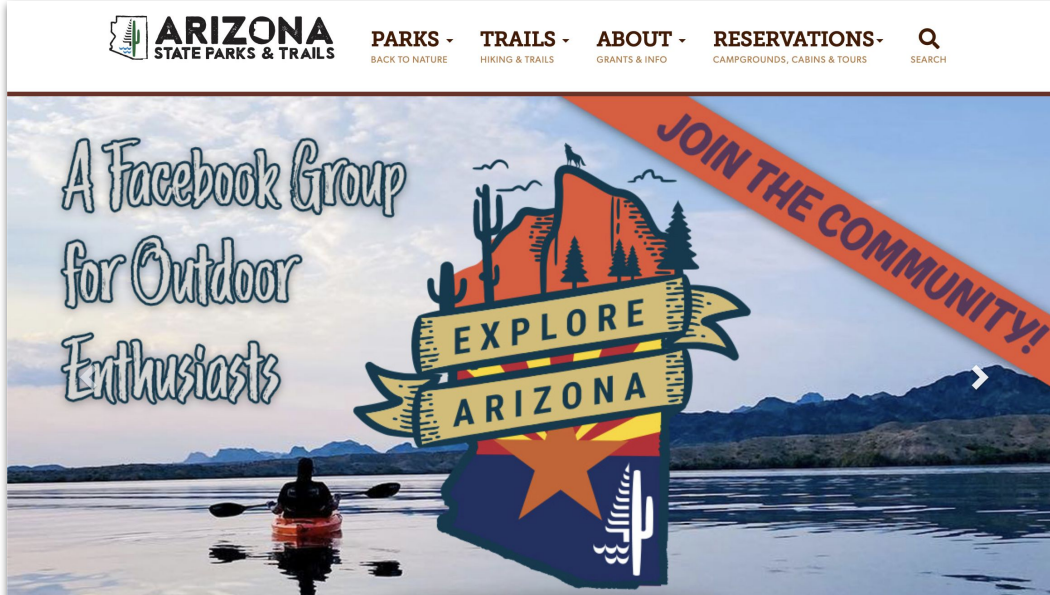 ARIZONA
STATE PARKS & TRAILS
PARKS
BACK TO NATURE
TRAILS
HIKING & TRAILS
ABOUT
GRANTS & INFO
RESERVATIONS
CAMPGROUNDS, CABINS & TOURS
SEARCH
A Facebook Group
for Outdoor
Enthusiasts
EXPLORE
ARIZONA
JOIN THE COMMUNITY!